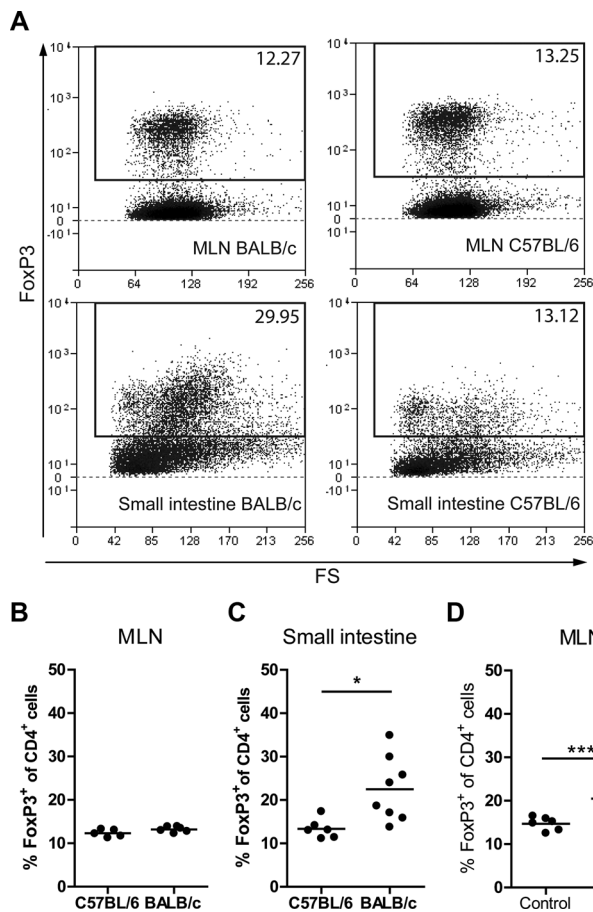 A
10⁴
10³
10²
10¹
0
-10¹
12.27
MLN BALB/c
0 64 128 192 256
10⁴
10³
10²
10¹
0
-10¹
13.25
MLN C57BL/6
0 64 128 192 256
FoxP3
10⁴
10³
10²
10¹
0
-10¹
29.95
Small intestine BALB/c
0 42 85 128 170 213 256
10⁴
10³
10²
10¹
0
-10¹
13.12
Small intestine C57BL/6
0 42 85 128 170 213 256
FS
B
MLN
% FoxP3⁺ of CD4⁺ cells
50
40
30
20
10
0
C57BL/6 BALB/c
C
Small intestine
% FoxP3⁺ of CD4⁺ cells
50
40
30
20
10
0
*
C57BL/6 BALB/c
D
ML
% FoxP3⁺ of CD4⁺ cells
50
40
30
20
10
0
***
Control